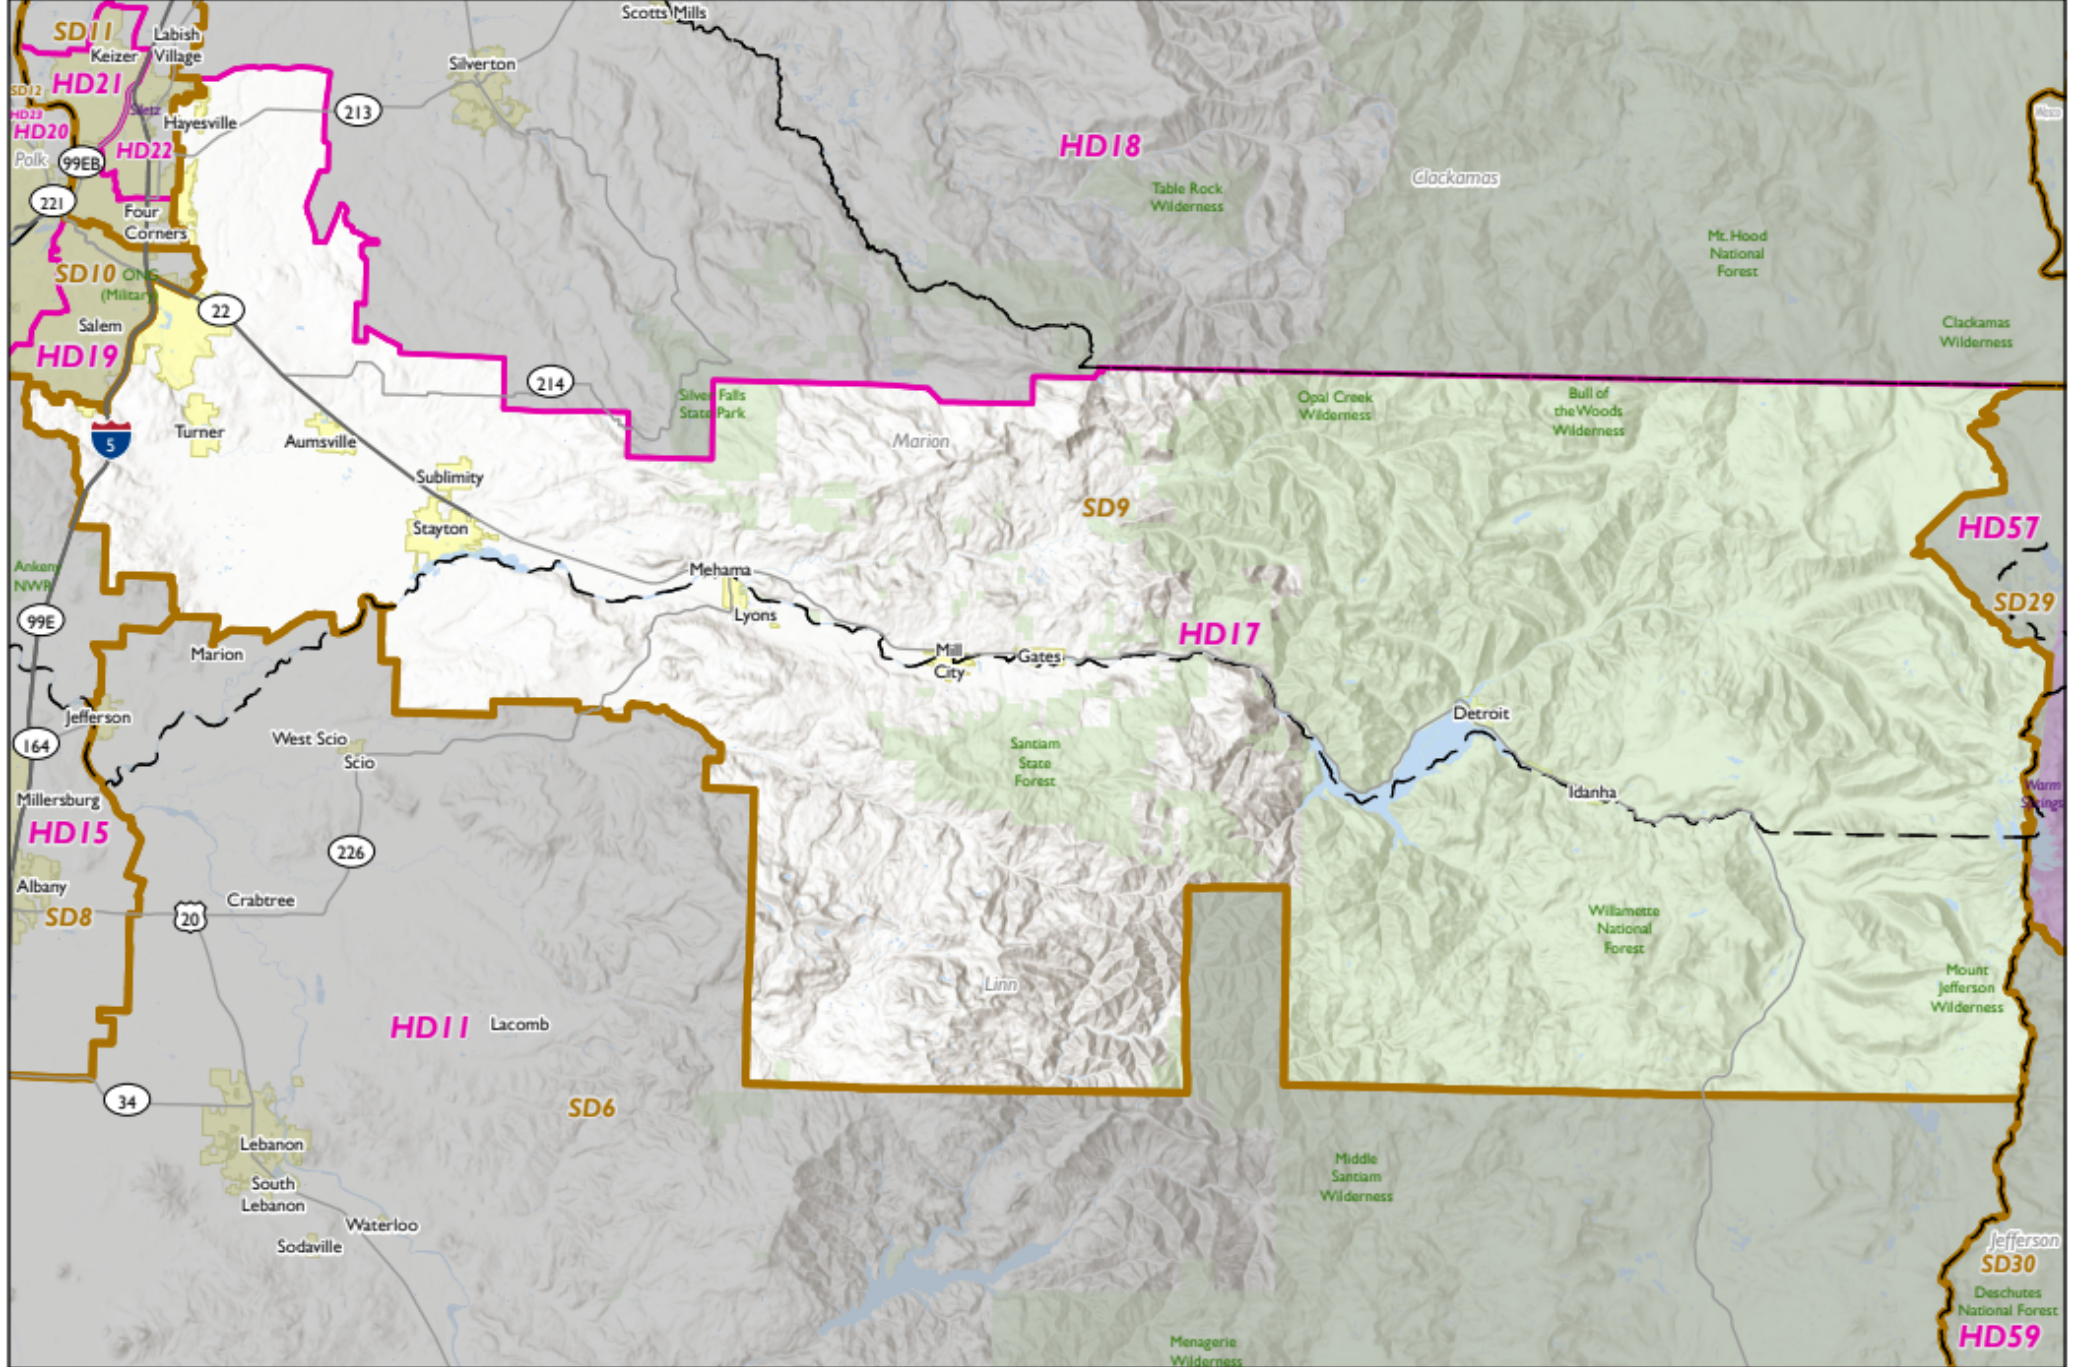 Scotts Mills
SD11
Labish
Village
Keizer
HD21
Silverton
SD12
HD23
HD20
Siletz
Hayesville
213
HD18
Wasco
HD22
Polk
99EB
Clackamas
Table Rock
Wilderness
221
Four
Corners
Mt. Hood
National
Forest
SD10
(Military)
22
Salem
HD19
Clackamas
Wilderness
214
Silver Falls
State Park
Opal Creek
Wilderness
Bull of
the Woods
Wilderness
5
Turner
Aumsville
Marion
Sublimity
SD9
Stayton
HD57
Ankeny
NWR
Mehama
SD29
99E
Lyons
HD17
Marion
Mill
City
Gates
Jefferson
Detroit
164
West Scio
Scio
Santiam
State
Forest
Millersburg
Idanha
Warm
Springs
HD15
226
Albany
Crabtree
SD8
20
Willamette
National
Forest
Linn
Mount
Jefferson
Wilderness
HD11
Lacomb
34
SD6
Lebanon
South
Lebanon
Middle
Santiam
Wilderness
Waterloo
Sodaville
Jefferson
SD30
Deschutes
National Forest
HD59
Menagerie
Wilderness